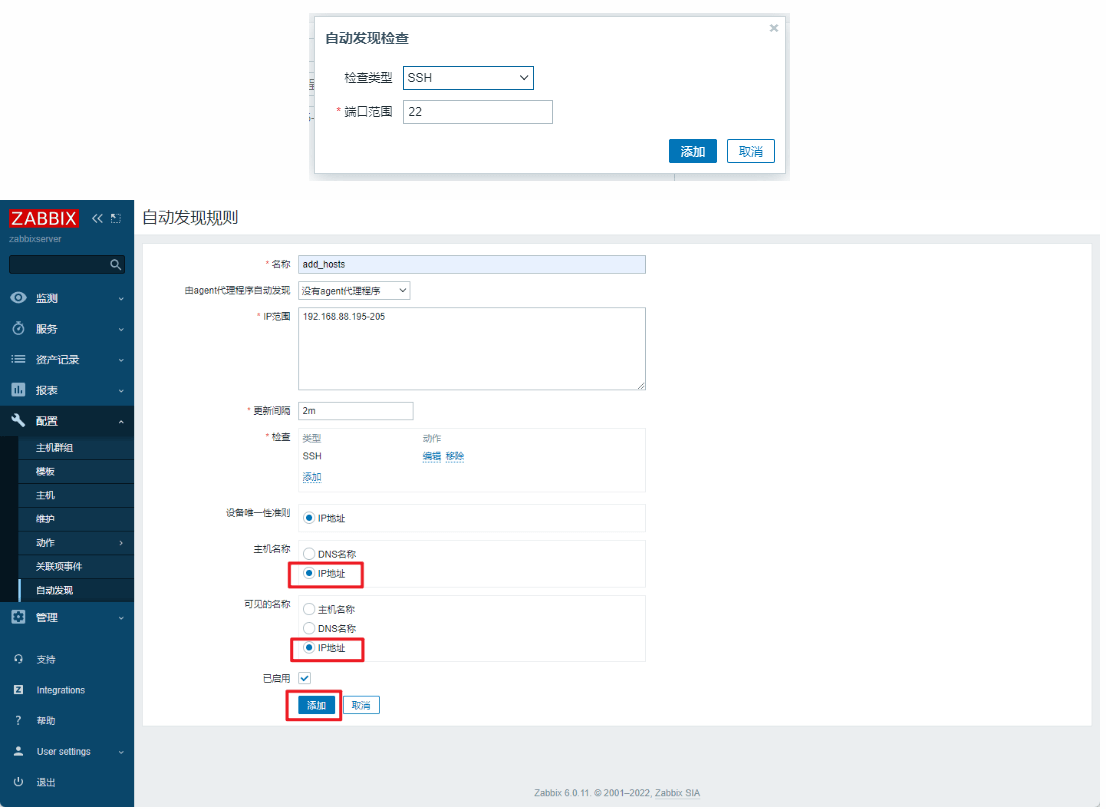 自动发现检查
检查类型 SSH
* 端口范围 22
添加 取消
ZABBIX
zabbixserver
自动发现规则
监测
服务
资产记录
报表
配置
主机群组
模板
主机
维护
动作
关联项事件
自动发现
管理
支持
Integrations
帮助
User settings
退出
* 名称 add_hosts
由agent代理程序自动发现 没有agent代理程序
* IP范围 192.168.88.195-205
* 更新间隔 2m
* 检查 类型 动作
SSH 编辑 移除
添加
设备唯一性准则 IP地址
主机名称 DNS名称
IP地址
可见的名称 主机名称
DNS名称
IP地址
已启用
添加 取消
Zabbix 6.0.11. © 2001–2022, Zabbix SIA